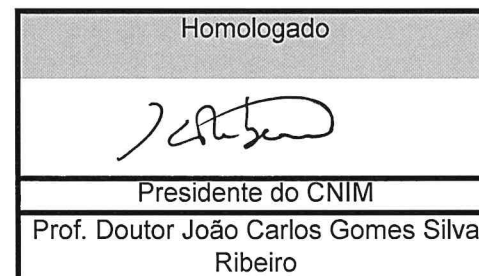 Homologado
Presidente do CNIM
Prof. Doutor João Carlos Gomes Silva
Ribeiro